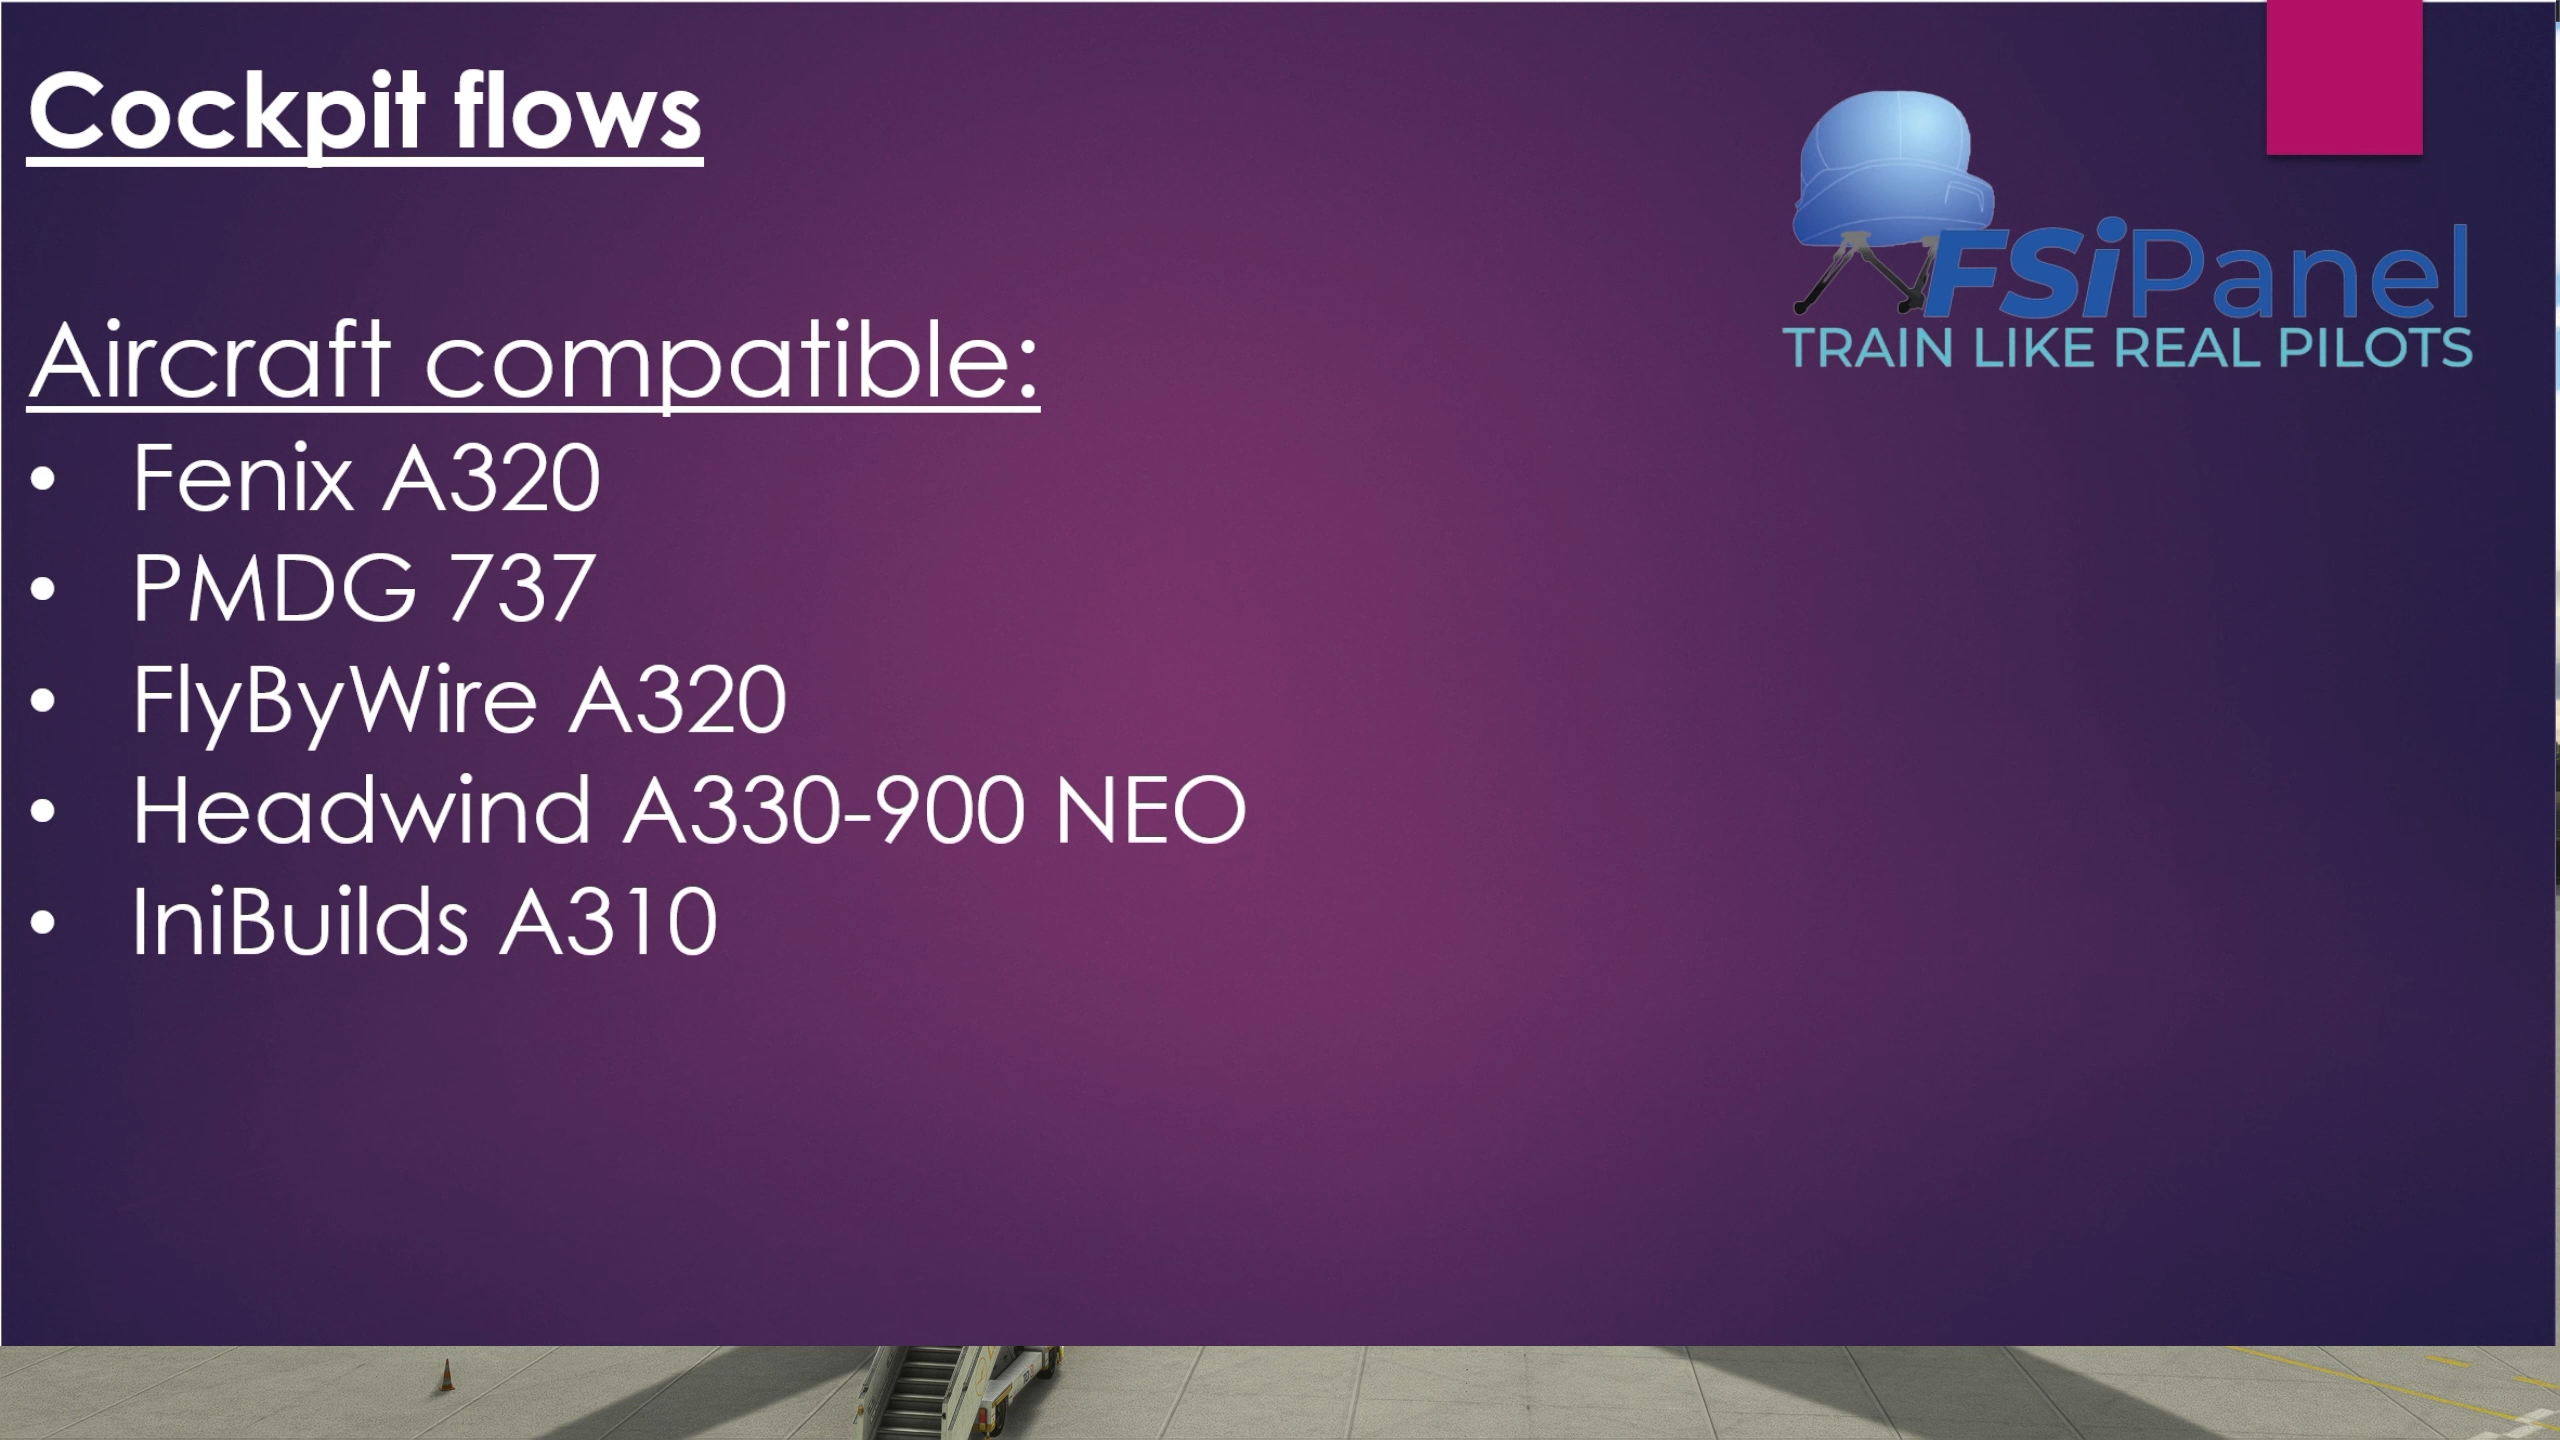 Cockpit flows
FSiPanel
TRAIN LIKE REAL PILOTS
Aircraft compatible:
• Fenix A320
• PMDG 737
• FlyByWire A320
• Headwind A330-900 NEO
• IniBuilds A310